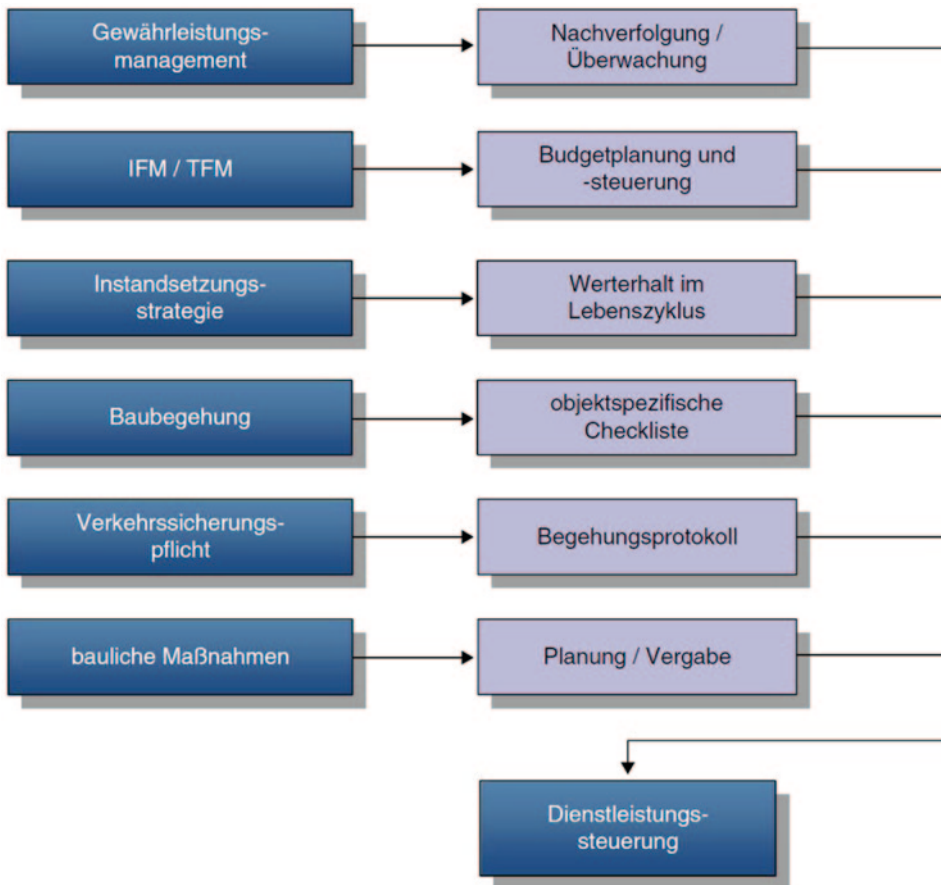 Gewährleistungs-
management
Nachverfolgung /
Überwachung
IFM / TFM
Budgetplanung und
-steuerung
Instandsetzungs-
strategie
Werterhalt im
Lebenszyklus
Baubegehung
objektspezifische
Checkliste
Verkehrssicherungs-
pflicht
Begehungsprotokoll
bauliche Maßnahmen
Planung / Vergabe
Dienstleistungs-
steuerung